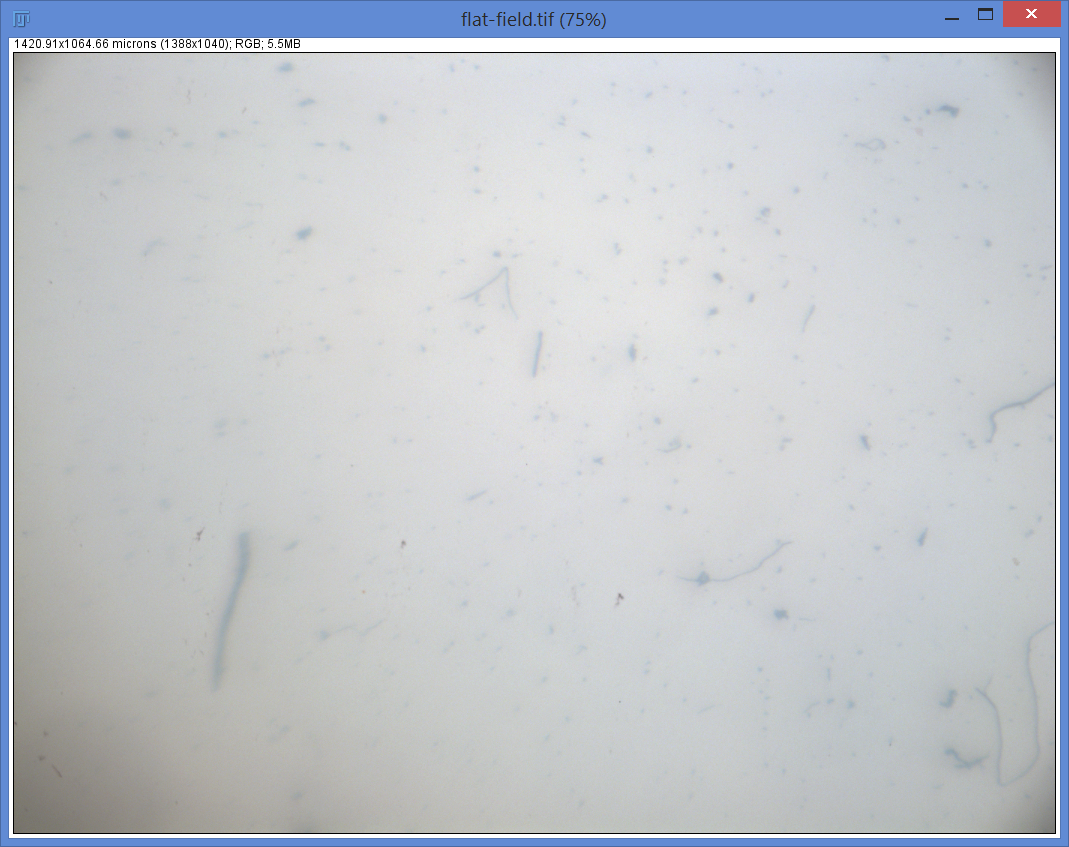 flat-field.tif (75%)
1420.91x1064.66 microns (1388x1040); RGB; 5.5MB